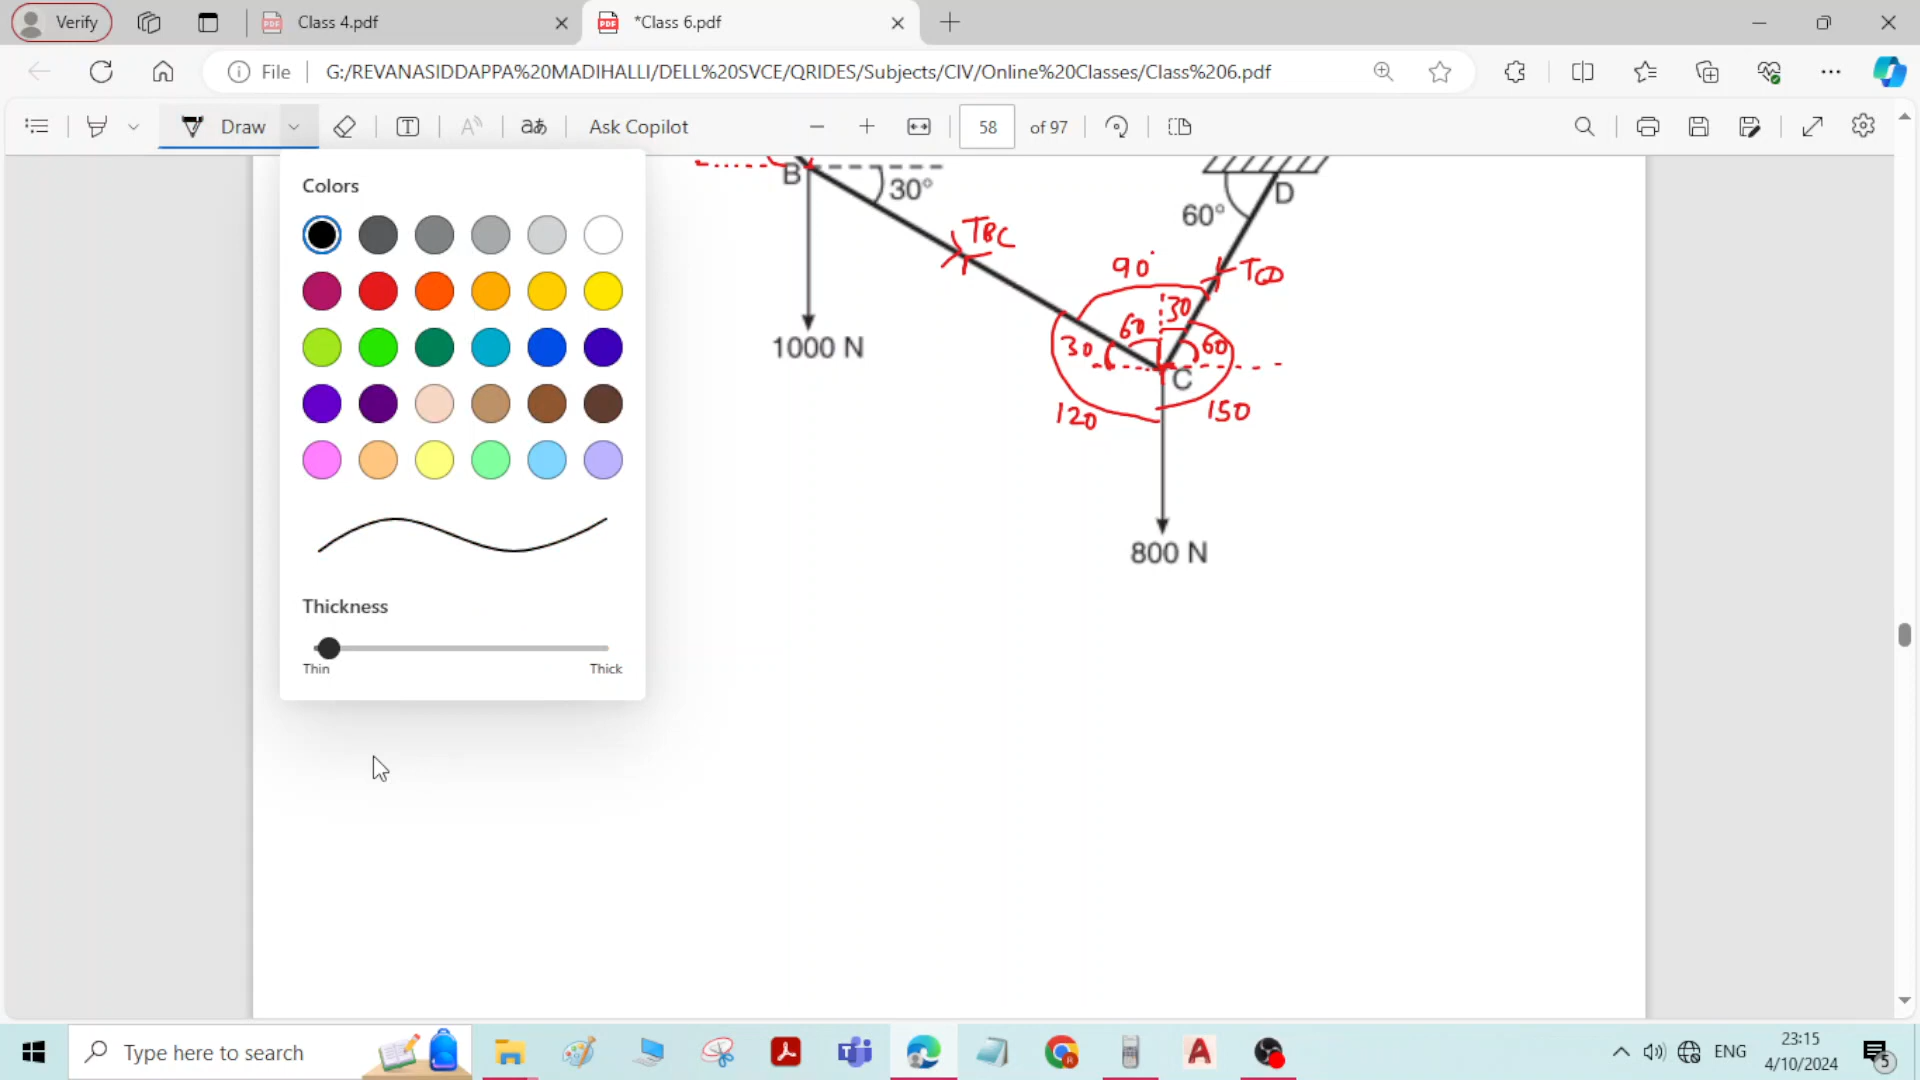 Verify
Class 4.pdf
*Class 6.pdf
File
G:/REVANASIDDAPPA%20MADIHALLI/DELL%20SVCE/QRIDES/Subjects/CIV/Online%20Classes/Class%206.pdf
Draw
Ask Copilot
58
of 97
Colors
Thickness
Thin
Thick
B
30°
D
60°
TBC
90°
TCD
30
60
30
60
1000 N
C
120
150
800 N
Type here to search
ENG
23:15
4/10/2024
5